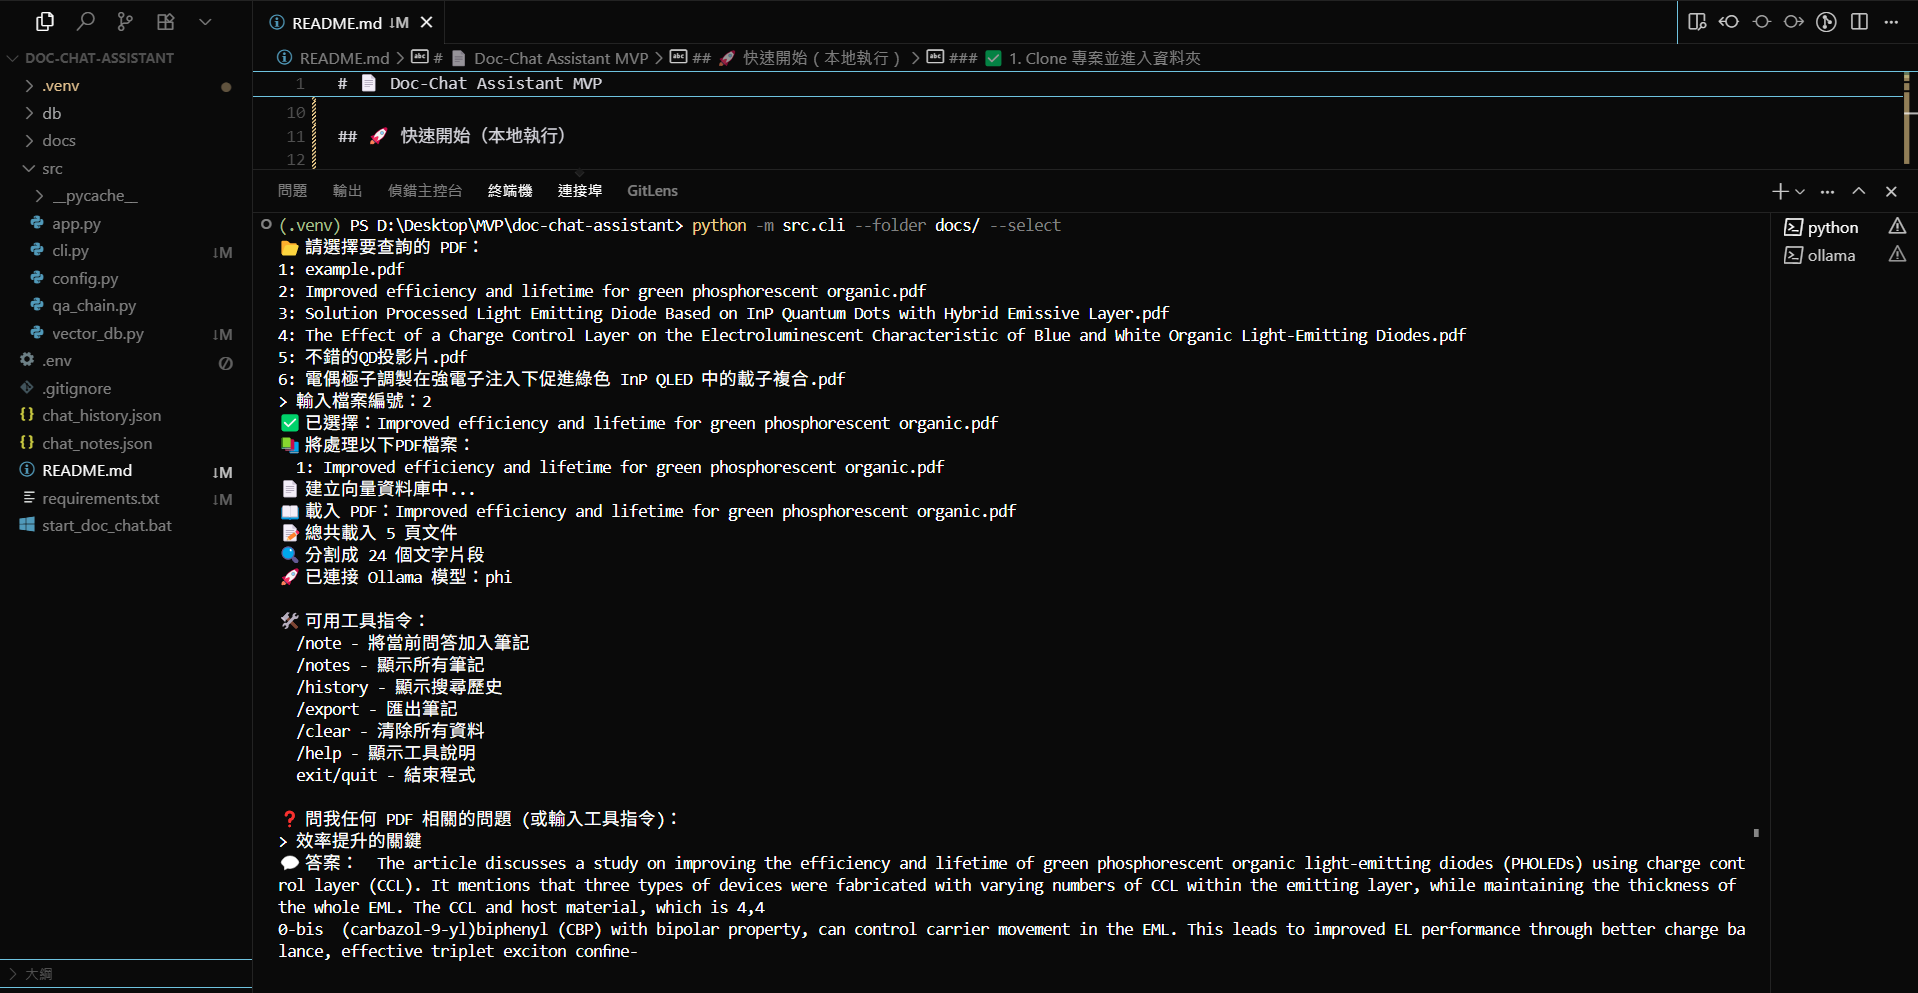 README.md ↓M
DOC-CHAT-ASSISTANT
.venv
db
docs
src
__pycache__
app.py
cli.py ↓M
config.py
qa_chain.py
vector_db.py ↓M
.env
.gitignore
chat_history.json
chat_notes.json
README.md ↓M
requirements.txt ↓M
start_doc_chat.bat
大綱
README.md > # 📄 Doc-Chat Assistant MVP > ## 🚀 快速開始 ( 本地執行 ) > ### ✅ 1. Clone 專案並進入資料夾
1 # 📄 Doc-Chat Assistant MVP
10
11 ## 🚀 快速開始（本地執行）
12
問題 輸出 偵錯主控台 終端機 連接埠 GitLens
python
ollama
(.venv) PS D:\Desktop\MVP\doc-chat-assistant> python -m src.cli --folder docs/ --select
📂 請選擇要查詢的 PDF：
1: example.pdf
2: Improved efficiency and lifetime for green phosphorescent organic.pdf
3: Solution Processed Light Emitting Diode Based on InP Quantum Dots with Hybrid Emissive Layer.pdf
4: The Effect of a Charge Control Layer on the Electroluminescent Characteristic of Blue and White Organic Light-Emitting Diodes.pdf
5: 不錯的QD投影片.pdf
6: 電偶極子調製在強電子注入下促進綠色 InP QLED 中的載子複合.pdf
> 輸入檔案編號：2
✅ 已選擇：Improved efficiency and lifetime for green phosphorescent organic.pdf
📚 將處理以下PDF檔案：
1: Improved efficiency and lifetime for green phosphorescent organic.pdf
📄 建立向量資料庫中...
📖 載入 PDF：Improved efficiency and lifetime for green phosphorescent organic.pdf
📝 總共載入 5 頁文件
🔍 分割成 24 個文字片段
🚀 已連接 Ollama 模型：phi
🛠 可用工具指令：
/note - 將當前問答加入筆記
/notes - 顯示所有筆記
/history - 顯示搜尋歷史
/export - 匯出筆記
/clear - 清除所有資料
/help - 顯示工具說明
exit/quit - 結束程式
❓ 問我任何 PDF 相關的問題 (或輸入工具指令)：
> 效率提升的關鍵
💬 答案： The article discusses a study on improving the efficiency and lifetime of green phosphorescent organic light-emitting diodes (PHOLEDs) using charge cont
rol layer (CCL). It mentions that three types of devices were fabricated with varying numbers of CCL within the emitting layer, while maintaining the thickness of
the whole EML. The CCL and host material, which is 4,4
0-bis (carbazol-9-yl)biphenyl (CBP) with bipolar property, can control carrier movement in the EML. This leads to improved EL performance through better charge ba
lance, effective triplet exciton confine-